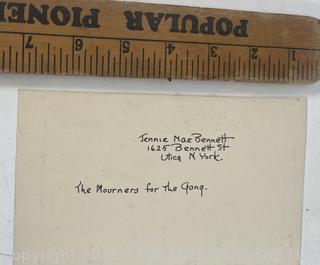 POPULAR PIONEE
7 6 5 4 3 2 1
Jennie Mae Bennett
1625 Bennett St
Utica N York.
The Mourners for The Gong.